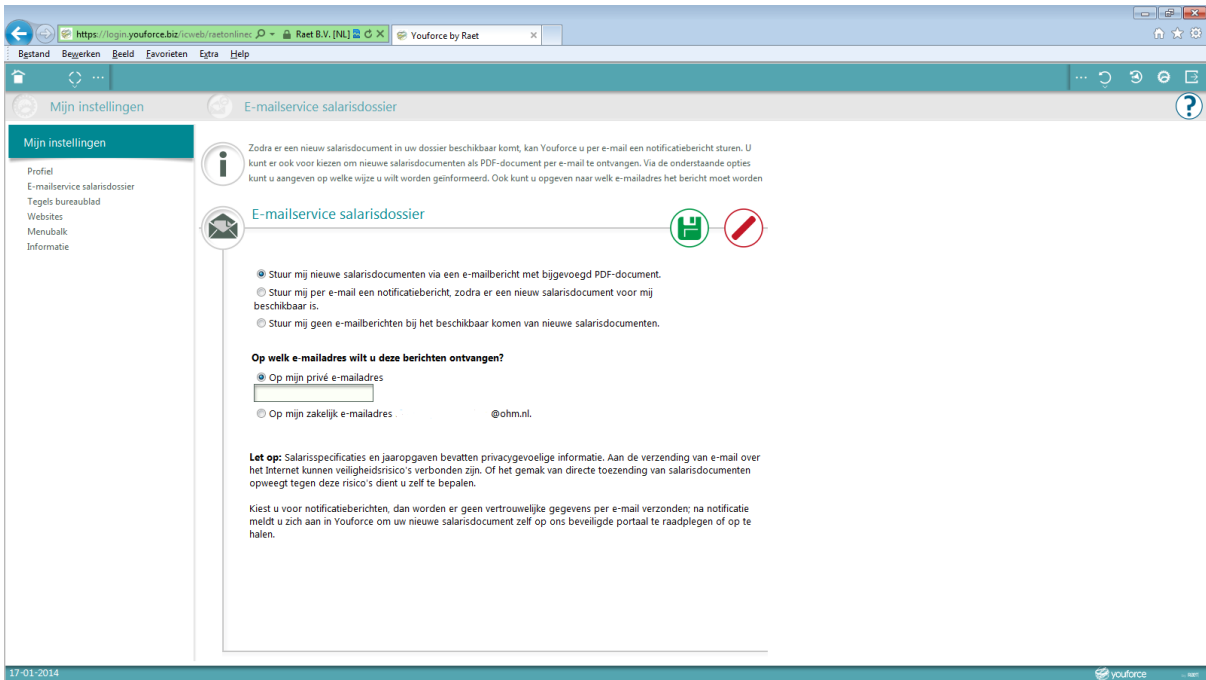 https://login.youforce.biz/icweb/raetonlinec
Raet B.V. [NL]
Youforce by Raet
Bestand Bewerken Beeld Favorieten Extra Help
Mijn instellingen
E-mailservice salarisdossier
?
Mijn instellingen
Profiel
E-mailservice salarisdossier
Tegels bureaublad
Websites
Menubalk
Informatie
Zodra er een nieuw salarisdocument in uw dossier beschikbaar komt, kan Youforce u per e-mail een notificatiebericht sturen. U
kunt er ook voor kiezen om nieuwe salarisdocumenten als PDF-document per e-mail te ontvangen. Via de onderstaande opties
kunt u aangeven op welke wijze u wilt worden geïnformeerd. Ook kunt u opgeven naar welk e-mailadres het bericht moet worden
E-mailservice salarisdossier
Stuur mij nieuwe salarisdocumenten via een e-mailbericht met bijgevoegd PDF-document.
Stuur mij per e-mail een notificatiebericht, zodra er een nieuw salarisdocument voor mij
beschikbaar is.
Stuur mij geen e-mailberichten bij het beschikbaar komen van nieuwe salarisdocumenten.
Op welk e-mailadres wilt u deze berichten ontvangen?
Op mijn privé e-mailadres
Op mijn zakelijk e-mailadres @ohm.nl.
Let op: Salarisspecificaties en jaaropgaven bevatten privacygevoelige informatie. Aan de verzending van e-mail over
het Internet kunnen veiligheidsrisico's verbonden zijn. Of het gemak van directe toezending van salarisdocumenten
opweegt tegen deze risico's dient u zelf te bepalen.
Kiest u voor notificatieberichten, dan worden er geen vertrouwelijke gegevens per e-mail verzonden; na notificatie
meldt u zich aan in Youforce om uw nieuwe salarisdocument zelf op ons beveiligde portaal te raadplegen of op te
halen.
17-01-2014
youforce